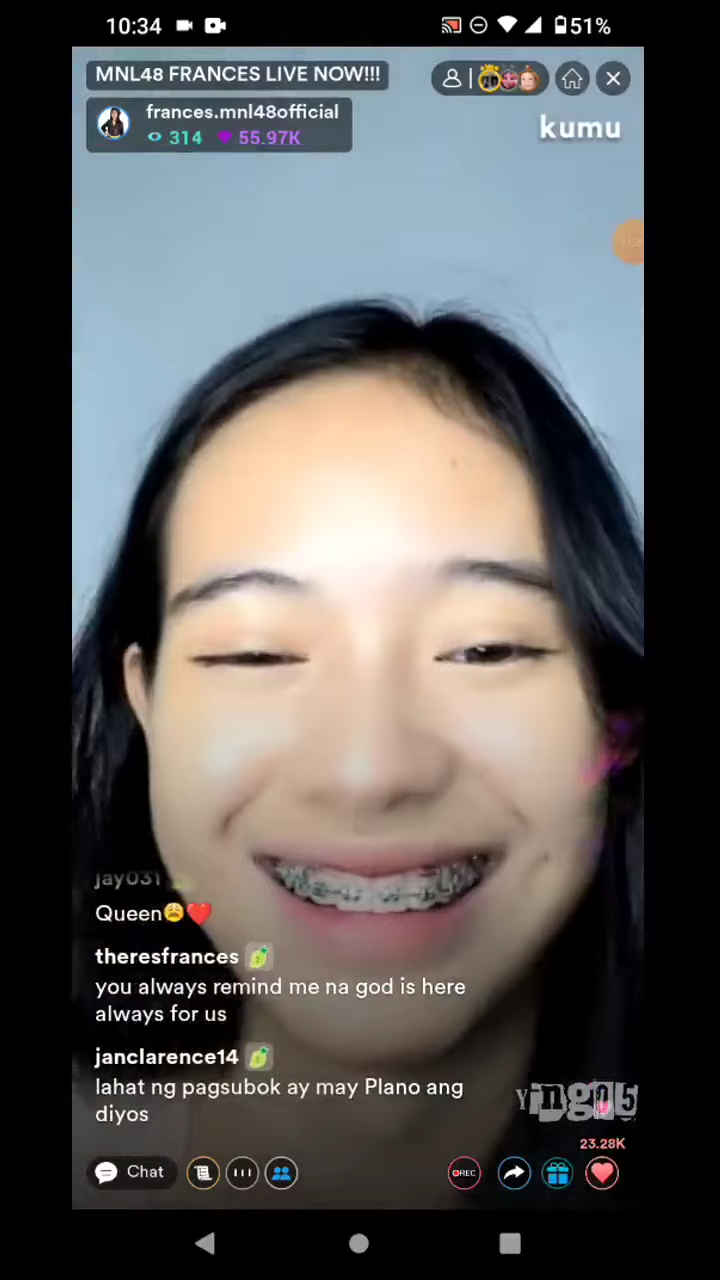 10:34
51%
MNL48 FRANCES LIVE NOW!!!
frances.mnl48official
314 55.97K
kumu
jay031
Queen😩❤️
theresfrances
you always remind me na god is here
always for us
janclarence14
lahat ng pagsubok ay may Plano ang
diyos
23.28K
Chat
REC